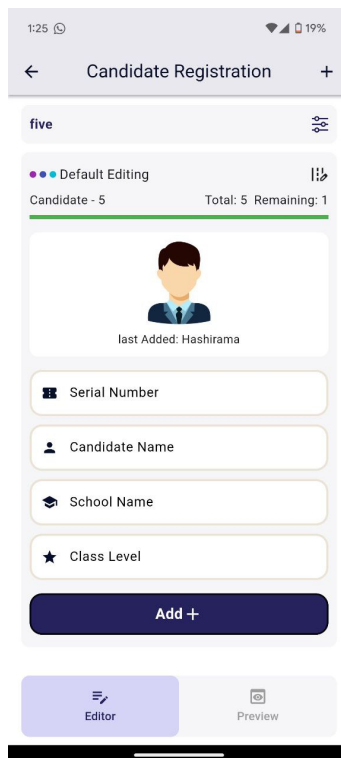 1:25 19%
Candidate Registration
five
Default Editing
Candidate - 5 Total: 5 Remaining: 1
last Added: Hashirama
Serial Number
Candidate Name
School Name
Class Level
Add +
Editor Preview